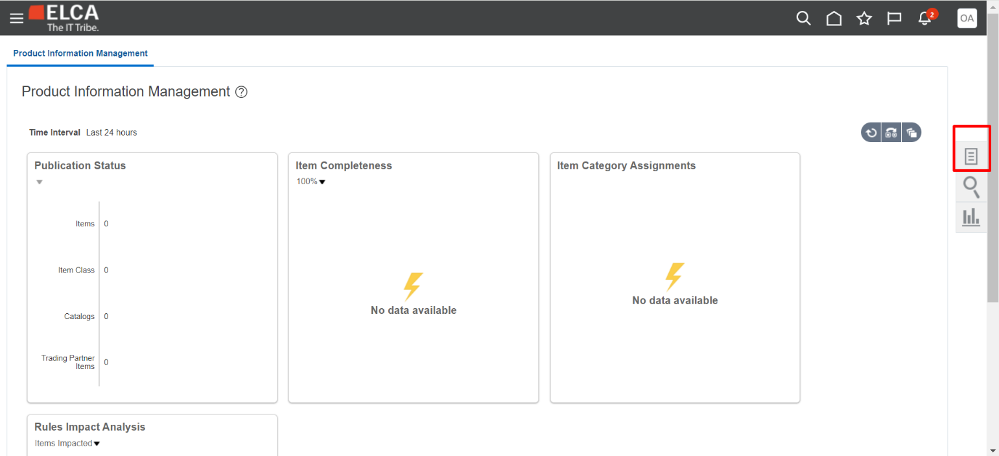 ELCA
The IT Tribe.
2
OA
Product Information Management
Product Information Management ?
Time Interval Last 24 hours
Publication Status
Items 0
Item Class 0
Catalogs 0
Trading Partner
Items 0
Item Completeness
100%
No data available
Item Category Assignments
No data available
Rules Impact Analysis
Items Impacted